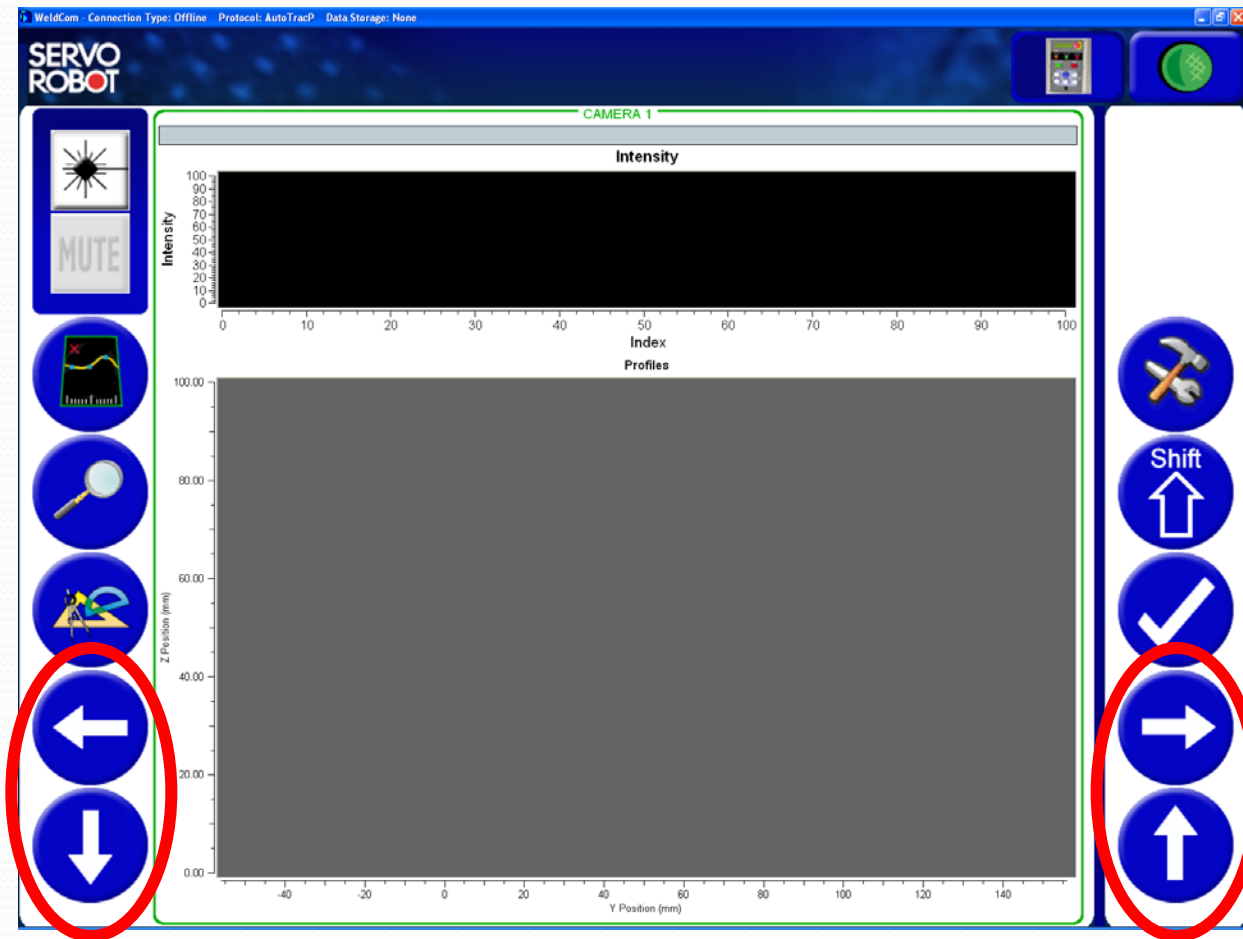 WeldCom - Connection Type: Offline Protocol: AutoTracP Data Storage: None
SERVO
ROBOT
CAMERA 1
MUTE
Intensity
Intensity
100
90
80
70
60
50
40
30
20
10
0
0 10 20 30 40 50 60 70 80 90 100
Index
Profiles
Z Position (mm)
100.00
80.00
60.00
40.00
20.00
0.00
-40 -20 0 20 40 60 80 100 120 140
Y Position (mm)
Shift